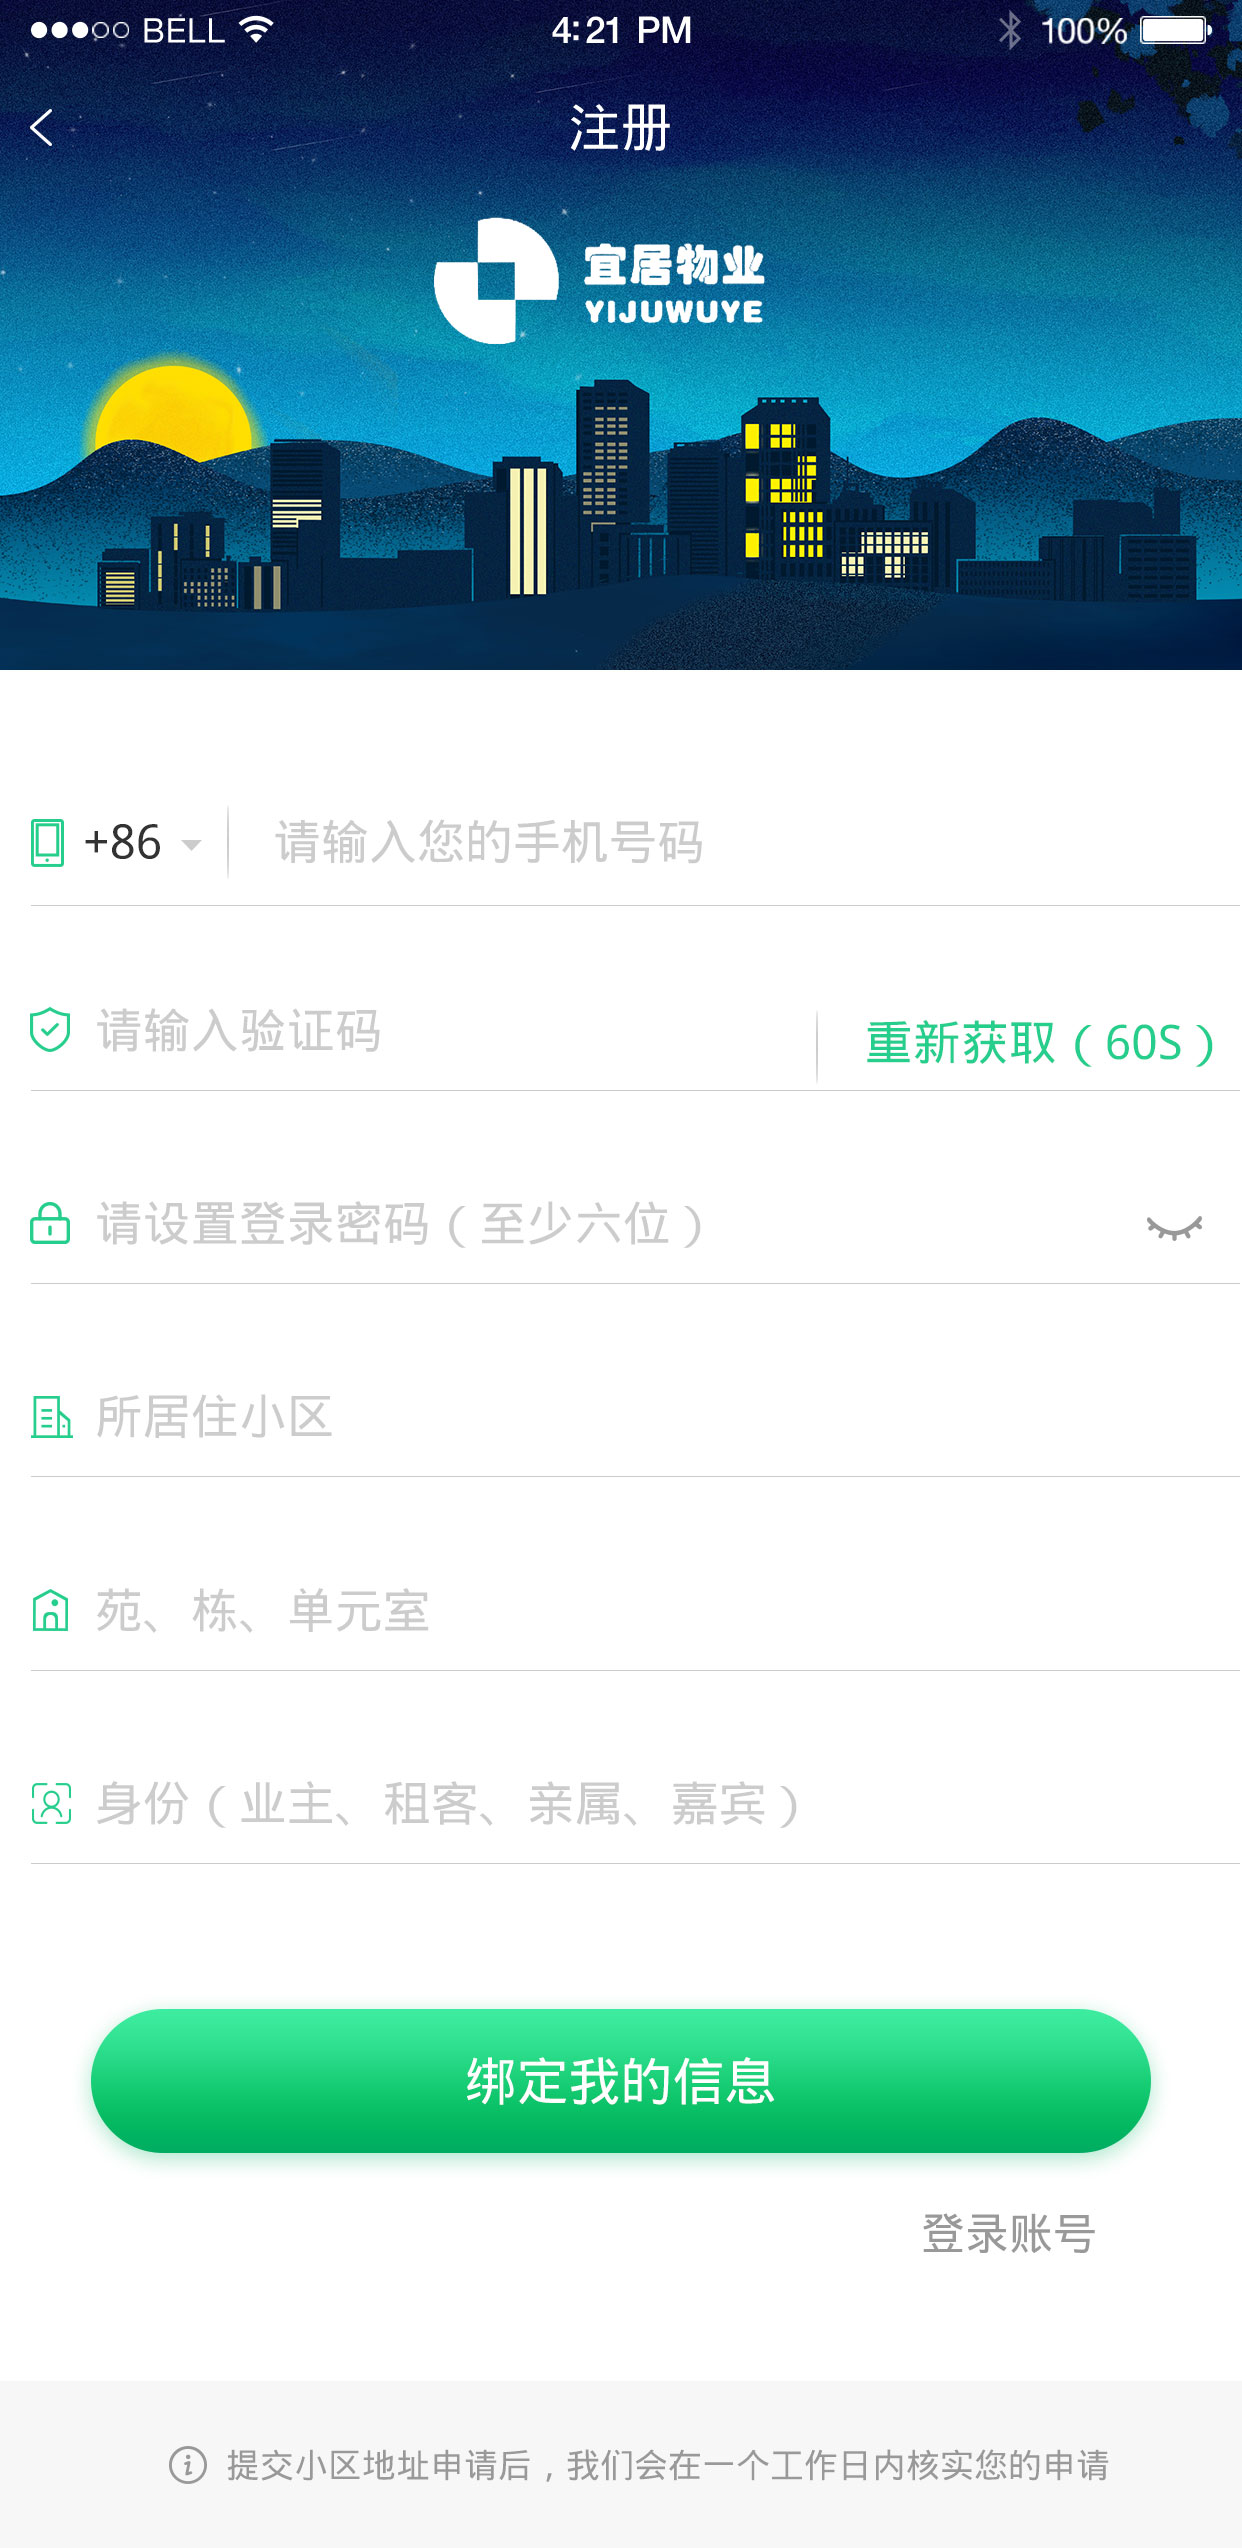 BELL 4:21 PM 100%
注册
宜居物业
YIJUWUYE
+86 请输入您的手机号码
请输入验证码 重新获取（60S）
请设置登录密码（至少六位）
所居住小区
苑、栋、单元室
身份（业主、租客、亲属、嘉宾）
绑定我的信息
登录账号
提交小区地址申请后，我们会在一个工作日内核实您的申请